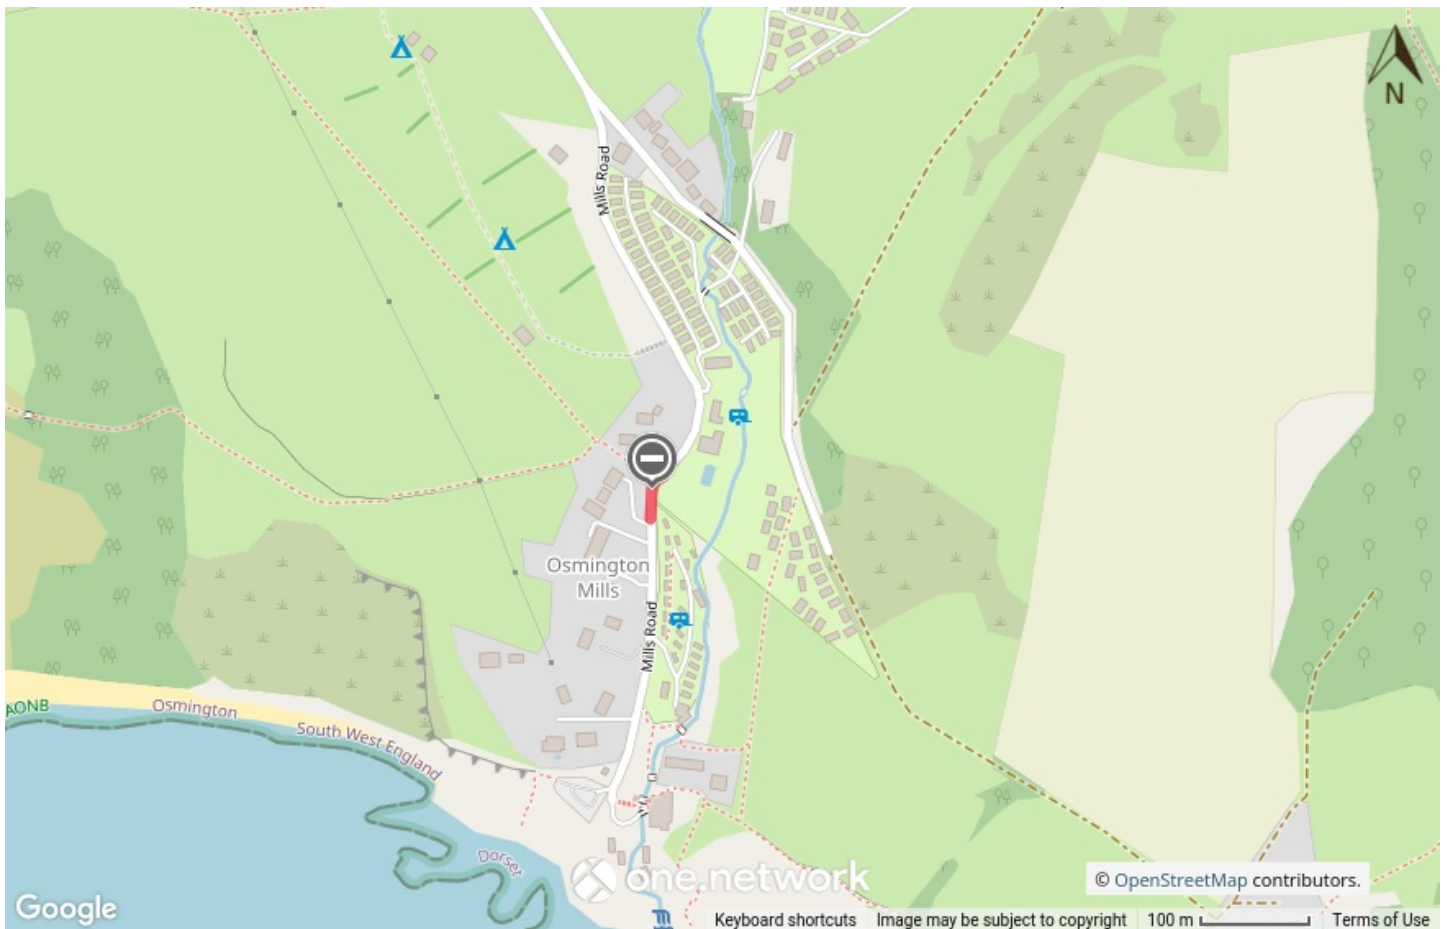 N
Mills Road
Osmington
Mills
Mills Road
AONB
Osmington
South West England
Dorset
one.network
© OpenStreetMap contributors.
Google
Keyboard shortcuts
Image may be subject to copyright
100 m
Terms of Use